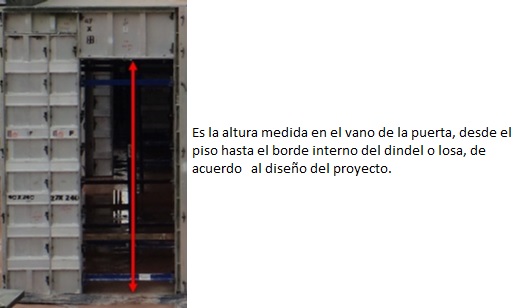 Es la altura medida en el vano de la puerta, desde el
piso hasta el borde interno del dindel o losa, de
acuerdo al diseño del proyecto.